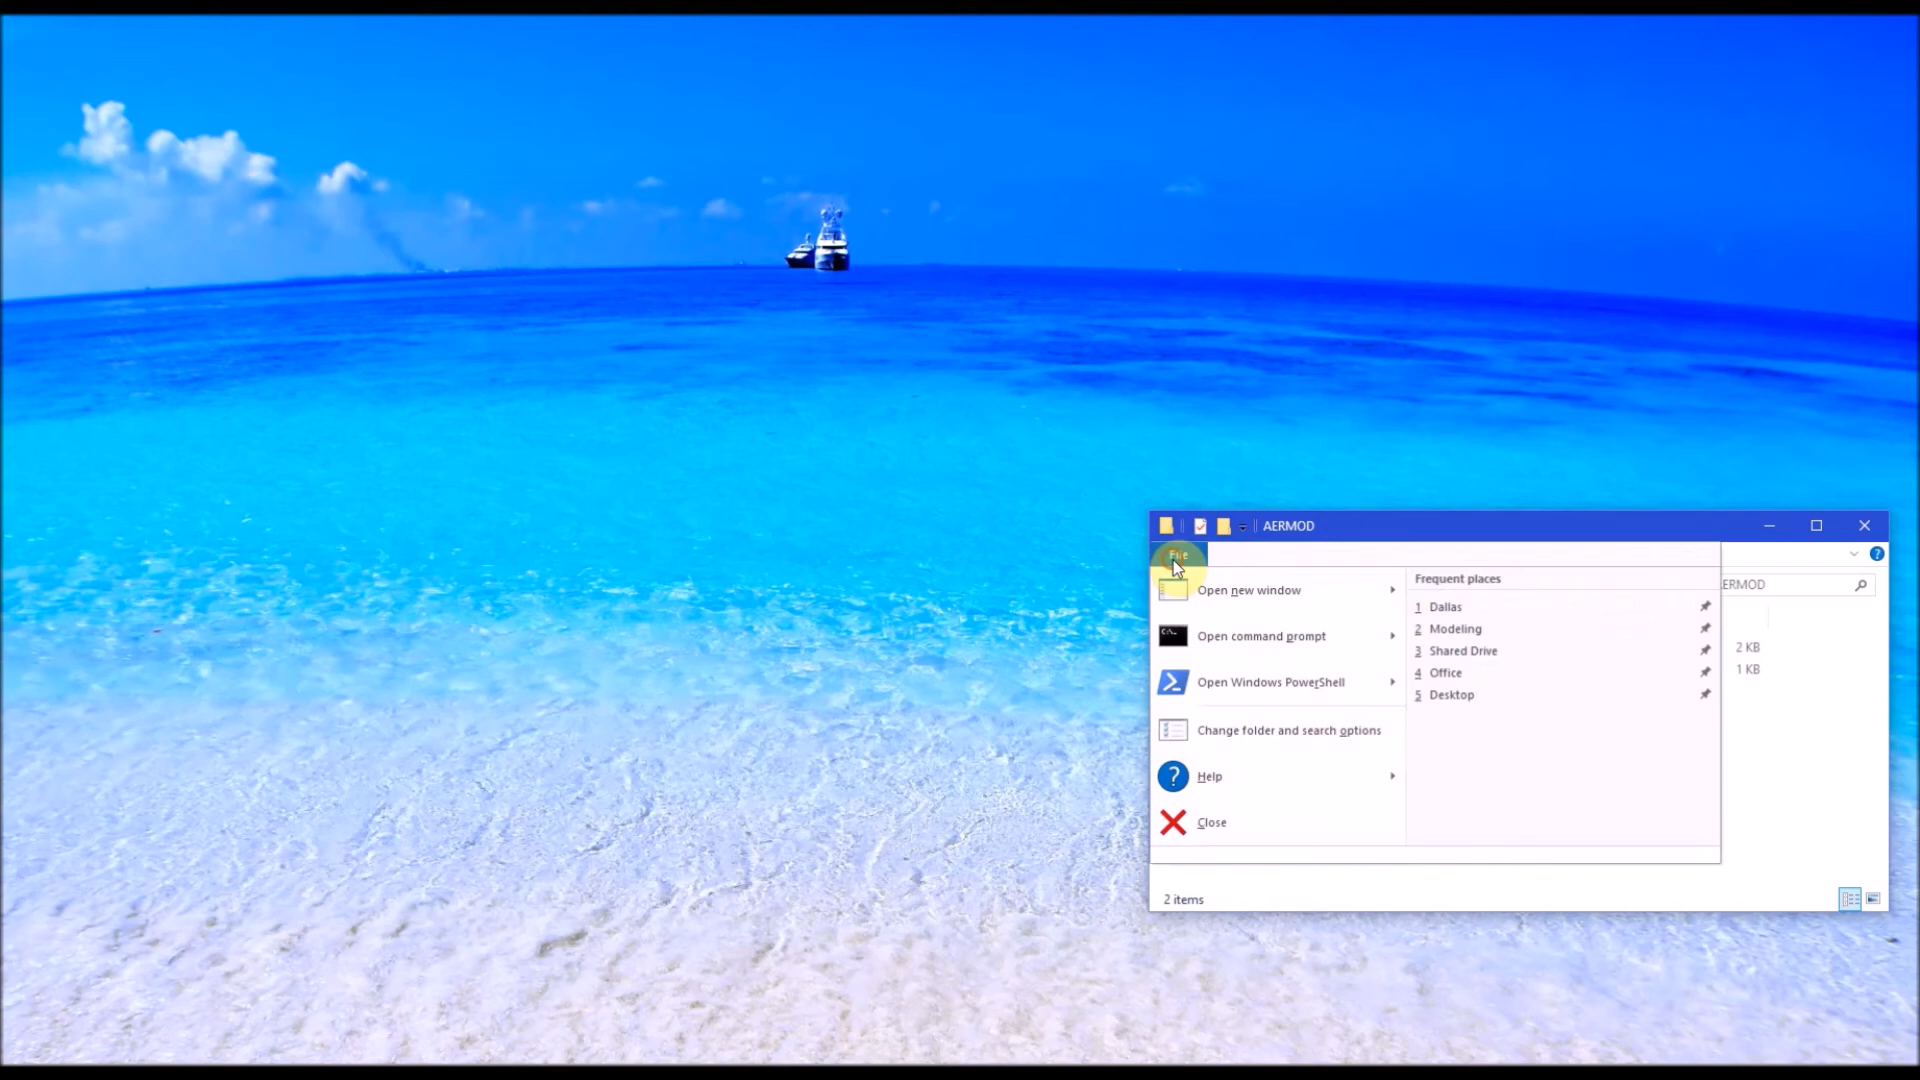 AERMOD
File
Open new window
Open command prompt
Open Windows PowerShell
Change folder and search options
Help
Close
Frequent places
1 Dallas
2 Modeling
3 Shared Drive
4 Office
5 Desktop
ERMOD
2 KB
1 KB
2 items